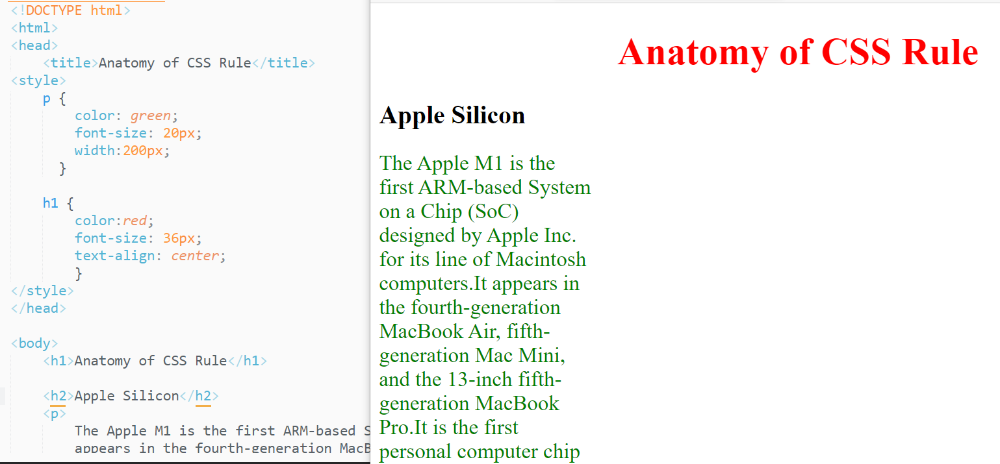 <!DOCTYPE html>
<html>
<head>
<title>Anatomy of CSS Rule</title>
<style>
p {
color: green;
font-size: 20px;
width:200px;
}
h1 {
color:red;
font-size: 36px;
text-align: center;
}
</style>
</head>
<body>
<h1>Anatomy of CSS Rule</h1>
<h2>Apple Silicon</h2>
<p>
The Apple M1 is the first ARM-based S
appears in the fourth-generation MacB
Anatomy of CSS Rule
Apple Silicon
The Apple M1 is the
first ARM-based System
on a Chip (SoC)
designed by Apple Inc.
for its line of Macintosh
computers.It appears in
the fourth-generation
MacBook Air, fifth-
generation Mac Mini,
and the 13-inch fifth-
generation MacBook
Pro.It is the first
personal computer chip